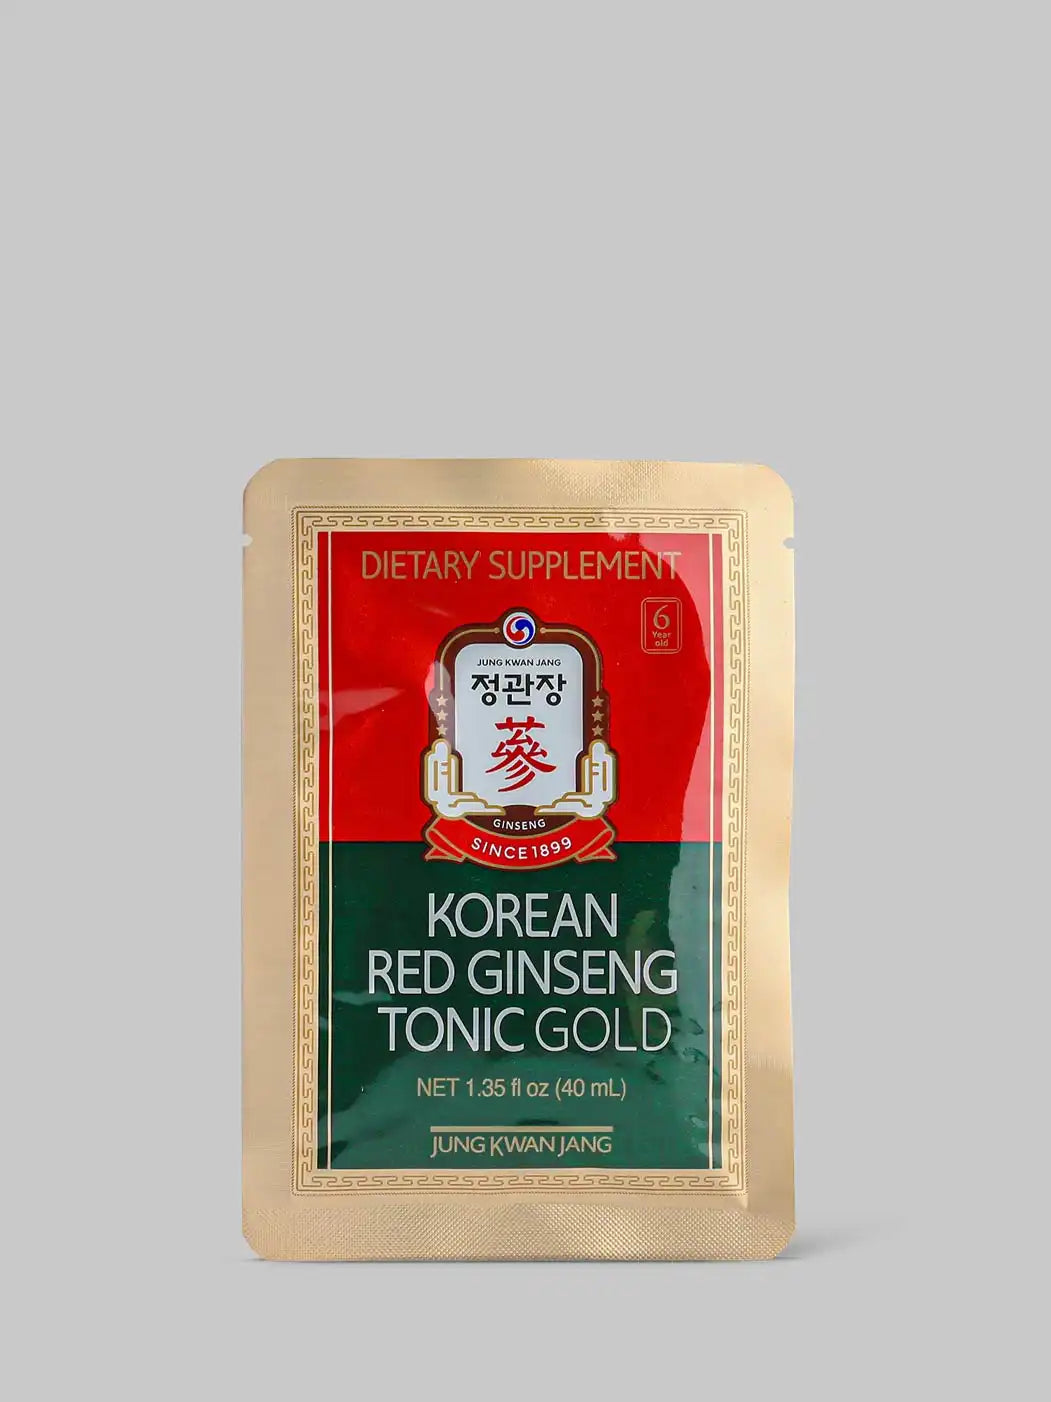 DIETARY SUPPLEMENT
6
Year
old
JUNG KWAN JANG
정관장
蔘
GINSENG
SINCE 1899
KOREAN
RED GINSENG
TONIC GOLD
NET 1.35 fl oz (40 mL)
JUNG KWAN JANG